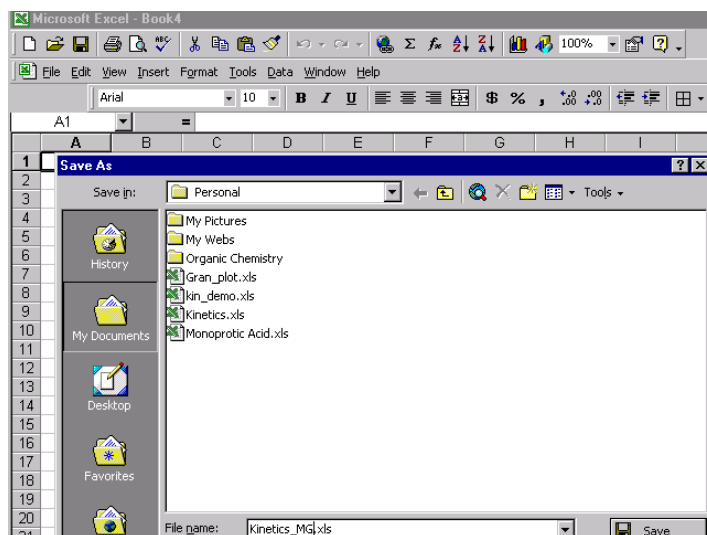 Microsoft Excel - Book4
100%
File Edit View Insert Format Tools Data Window Help
Arial 10 B I U $ % , .00
A1 =
A B C D E F G H I
1 Save As
2
3 Save in: Personal Tools
4 My Pictures
5 My Webs
6 History Organic Chemistry
7 Gran_plot.xls
8 kin_demo.xls
9 Kinetics.xls
10 My Documents Monoprotic Acid.xls
11
12
13
14 Desktop
15
16
17
18 Favorites
19
20
21 File name: Kinetics_MG.xls Save